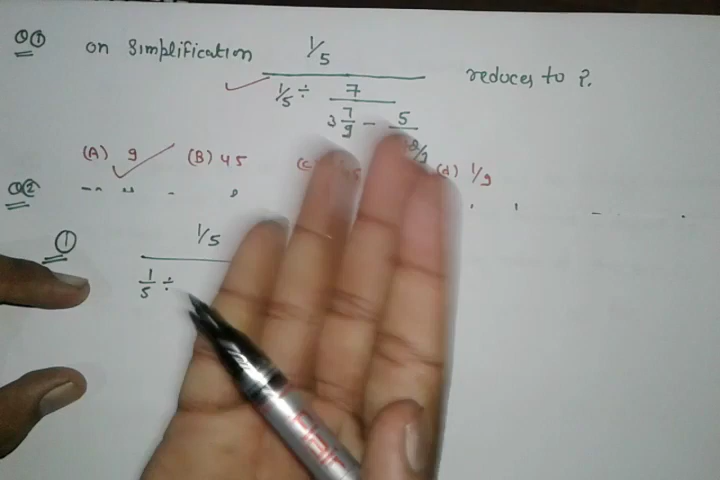 Q① on simplification 1/5
reduces to ?.
1/5 ÷ 7
3 7/9 - 5
(A) 9 (B) 45 (d) 1/9
Q②
① 1/5
1/5 ÷